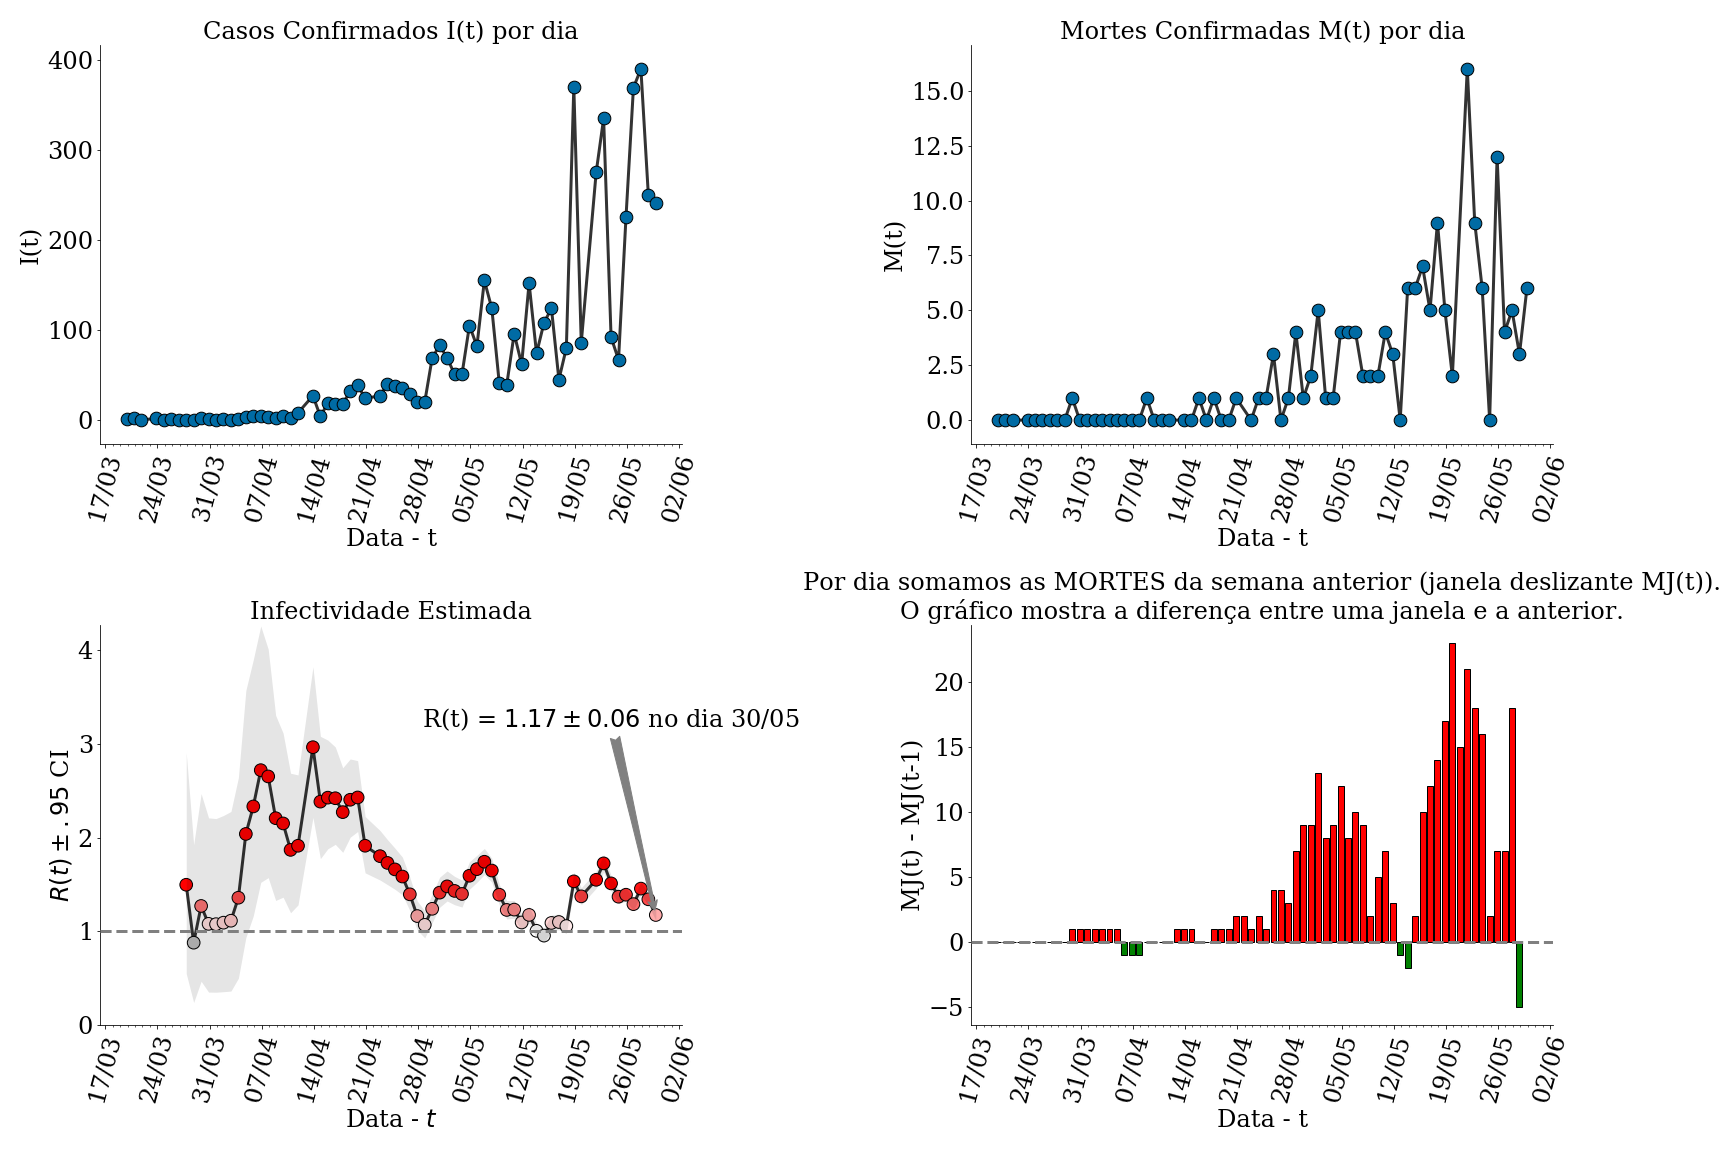 Casos Confirmados I(t) por dia
400
300
200
100
0
I(t)
17/03 24/03 31/03 07/04 14/04 21/04 28/04 05/05 12/05 19/05 26/05 02/06
Data - t
Mortes Confirmadas M(t) por dia
15.0
12.5
10.0
7.5
5.0
2.5
0.0
M(t)
17/03 24/03 31/03 07/04 14/04 21/04 28/04 05/05 12/05 19/05 26/05 02/06
Data - t
Infectividade Estimada
4
3
2
1
0
R(t) ± .95 CI
R(t) = 1.17 ± 0.06 no dia 30/05
17/03 24/03 31/03 07/04 14/04 21/04 28/04 05/05 12/05 19/05 26/05 02/06
Data - t
Por dia somamos as MORTES da semana anterior (janela deslizante MJ(t)).
O gráfico mostra a diferença entre uma janela e a anterior.
20
15
10
5
0
−5
MJ(t) - MJ(t-1)
17/03 24/03 31/03 07/04 14/04 21/04 28/04 05/05 12/05 19/05 26/05 02/06
Data - t